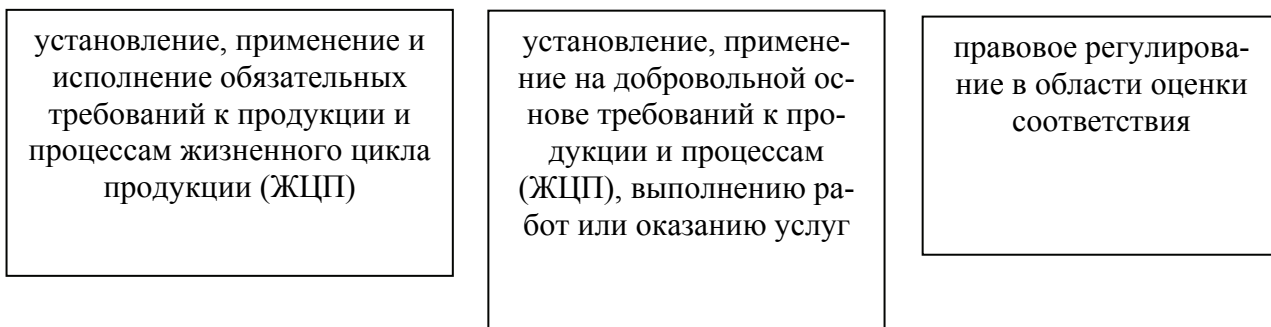 установление, применение и
исполнение обязательных
требований к продукции и
процессам жизненного цикла
продукции (ЖЦП)
установление, примене-
ние на добровольной ос-
нове требований к про-
дукции и процессам
(ЖЦП), выполнению ра-
бот или оказанию услуг
правовое регулирова-
ние в области оценки
соответствия